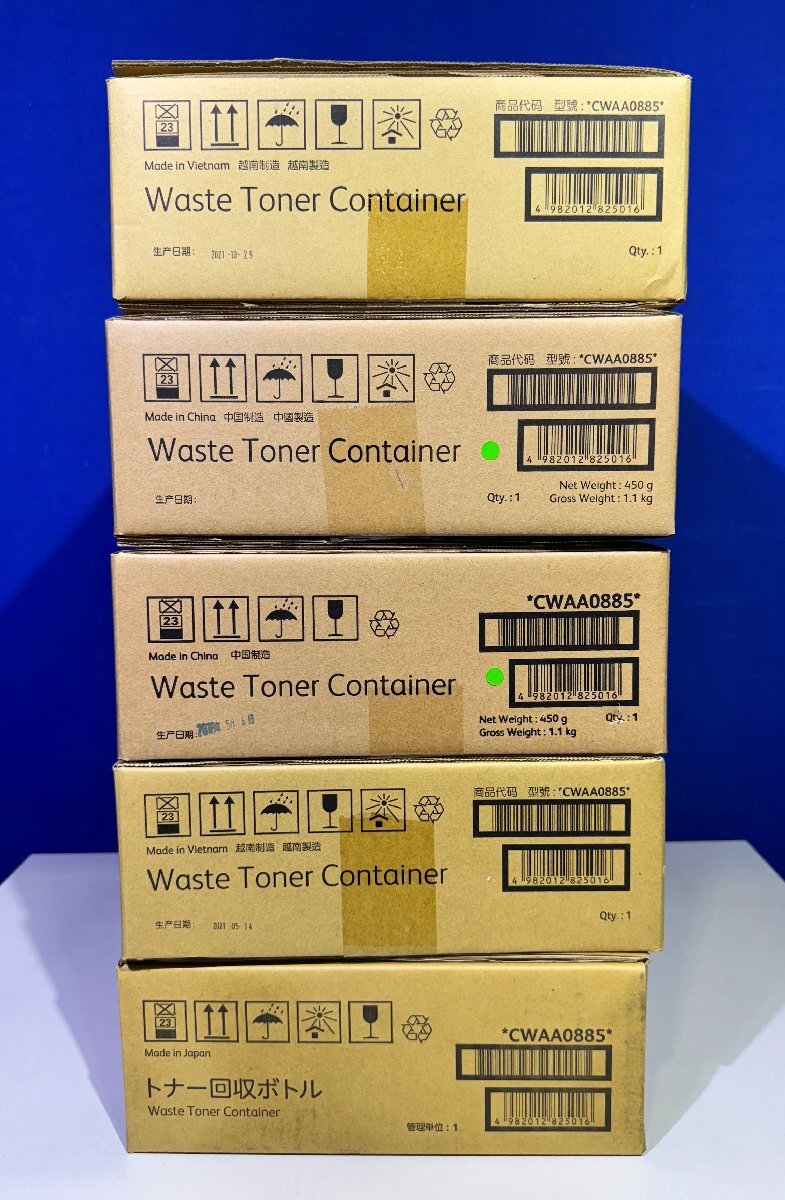 23
商品代码 型號 : *CWAA0885*
Made in Vietnam 越南制造 越南製造
Waste Toner Container
4 982012 825016
生产日期: 2021 -10- 29
Qty. : 1
23
商品代码 型號 : *CWAA0885*
Made in China 中国制造 中國製造
Waste Toner Container
4 982012 825016
Net Weight : 450 g
生产日期: Qty. : 1 Gross Weight : 1.1 kg
*CWAA0885*
23
Made in China 中国制造
Waste Toner Container
4 982012 825016
Net Weight : 450 g Qty. : 1
生产日期:
Gross Weight : 1.1 kg
商品代码 型號 : *CWAA0885*
23
Made in Vietnam 越南制造 越南製造
Waste Toner Container
4 982012 825016
生产日期: 2021 -05- 14
Qty. : 1
23
*CWAA0885*
Made in Japan
トナー回収ボトル
Waste Toner Container
4 982012 825016
管理単位 : 1